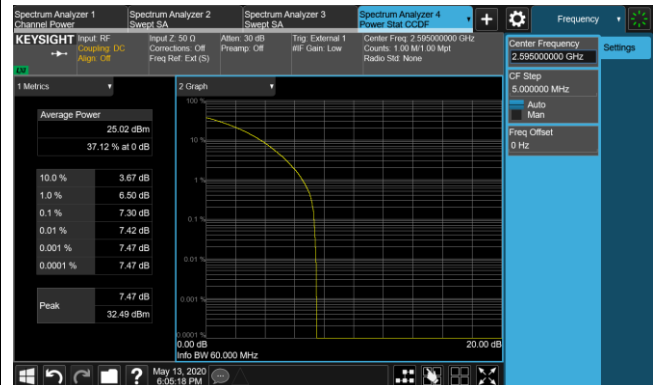 Spectrum Analyzer 1
Channel Power
Spectrum Analyzer 2
Swept SA
Spectrum Analyzer 3
Swept SA
Spectrum Analyzer 4
Power Stat CCDF
Frequency
KEYSIGHT
Input: RF
Coupling: DC
Align: Off
Input Z: 50 Ω
Corrections: Off
Freq Ref: Ext (S)
Atten: 30 dB
Preamp: Off
Trig: External 1
#IF Gain: Low
Center Freq: 2.595000000 GHz
Counts: 1.00 M/1.00 Mpt
Radio Std: None
Center Frequency
2.595000000 GHz
Settings
CF Step
5.000000 MHz
Auto
Man
Freq Offset
0 Hz
1 Metrics
Average Power
25.02 dBm
37.12 % at 0 dB
10.0 % 3.67 dB
1.0 % 6.50 dB
0.1 % 7.30 dB
0.01 % 7.42 dB
0.001 % 7.47 dB
0.0001 % 7.47 dB
Peak
7.47 dB
32.49 dBm
2 Graph
100 %
10 %
1 %
0.1 %
0.01 %
0.001 %
0.0001 %
0.00 dB 20.00 dB
Info BW 60.000 MHz
?
May 13, 2020
6:05:18 PM